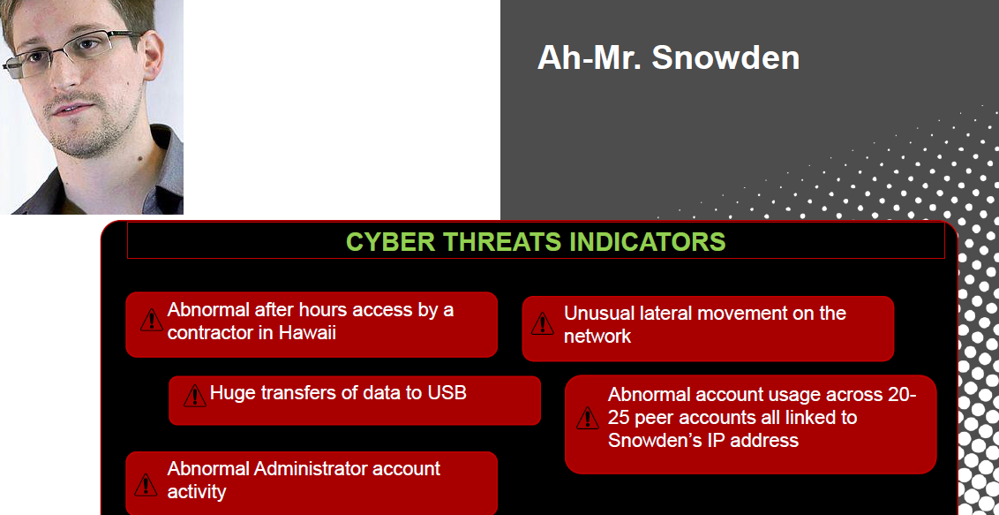 Ah-Mr. Snowden
CYBER THREATS INDICATORS
Abnormal after hours access by a
contractor in Hawaii
Unusual lateral movement on the
network
Huge transfers of data to USB
Abnormal account usage across 20-
25 peer accounts all linked to
Snowden’s IP address
Abnormal Administrator account
activity